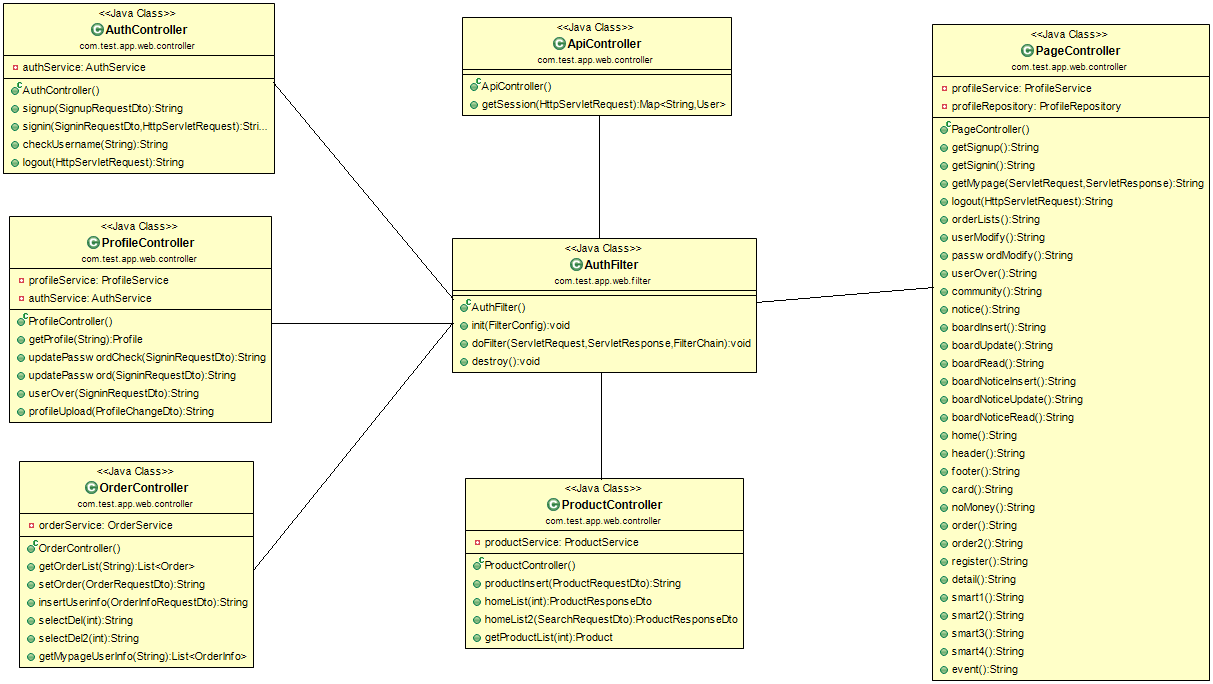 <<Java Class>>
AuthController
com.test.app.web.controller
authService: AuthService
AuthController()
signup(SignupRequestDto):String
signin(SigninRequestDto,HttpServletRequest):Stri...
checkUsername(String):String
logout(HttpServletRequest):String
<<Java Class>>
ApiController
com.test.app.web.controller
ApiController()
getSession(HttpServletRequest):Map<String,User>
<<Java Class>>
PageController
com.test.app.web.controller
profileService: ProfileService
profileRepository: ProfileRepository
PageController()
getSignup():String
getSignin():String
getMypage(ServletRequest,ServletResponse):String
logout(HttpServletRequest):String
orderLists():String
userModify():String
passw ordModify():String
userOver():String
community():String
notice():String
boardInsert():String
boardUpdate():String
boardRead():String
boardNoticeInsert():String
boardNoticeUpdate():String
boardNoticeRead():String
home():String
header():String
footer():String
card():String
noMoney():String
order():String
order2():String
register():String
detail():String
smart1():String
smart2():String
smart3():String
smart4():String
event():String
<<Java Class>>
ProfileController
com.test.app.web.controller
profileService: ProfileService
authService: AuthService
ProfileController()
getProfile(String):Profile
updatePassw ordCheck(SigninRequestDto):String
updatePassw ord(SigninRequestDto):String
userOver(SigninRequestDto):String
profileUpload(ProfileChangeDto):String
<<Java Class>>
AuthFilter
com.test.app.web.filter
AuthFilter()
init(FilterConfig):void
doFilter(ServletRequest,ServletResponse,FilterChain):void
destroy():void
<<Java Class>>
OrderController
com.test.app.web.controller
orderService: OrderService
OrderController()
getOrderList(String):List<Order>
setOrder(OrderRequestDto):String
insertUserinfo(OrderInfoRequestDto):String
selectDel(int):String
selectDel2(int):String
getMypageUserInfo(String):List<OrderInfo>
<<Java Class>>
ProductController
com.test.app.web.controller
productService: ProductService
ProductController()
productInsert(ProductRequestDto):String
homeList(int):ProductResponseDto
homeList2(SearchRequestDto):ProductResponseDto
getProductList(int):Product